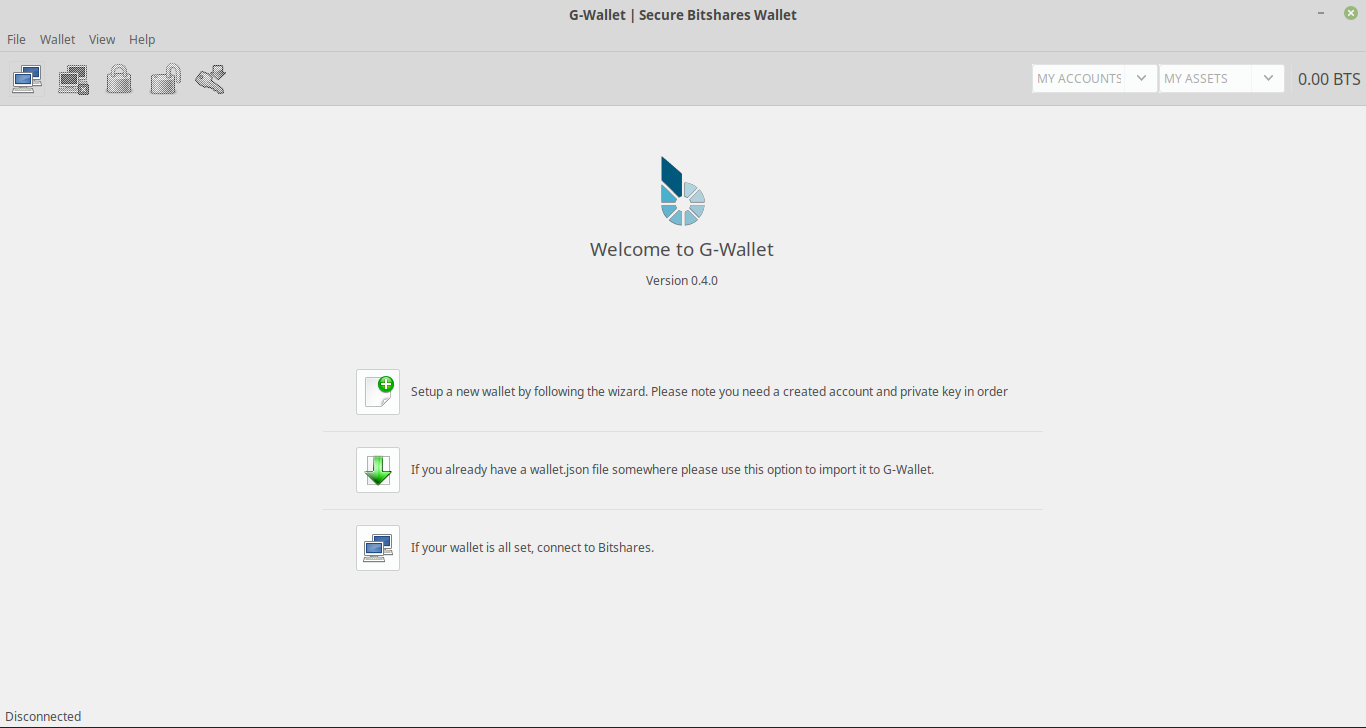 G-Wallet | Secure Bitshares Wallet
File Wallet View Help
MY ACCOUNTS MY ASSETS 0.00 BTS
Welcome to G-Wallet
Version 0.4.0
Setup a new wallet by following the wizard. Please note you need a created account and private key in order
If you already have a wallet.json file somewhere please use this option to import it to G-Wallet.
If your wallet is all set, connect to Bitshares.
Disconnected